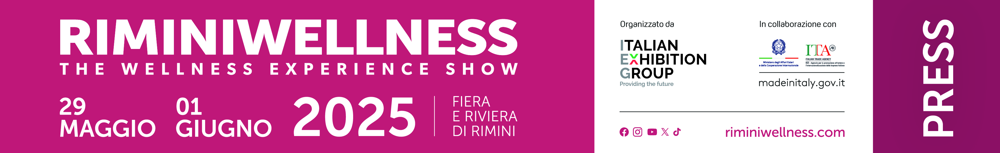 RIMINIWELLNESS
THE WELLNESS EXPERIENCE SHOW
29
MAGGIO
01
GIUGNO
2025
FIERA
E RIVIERA
DI RIMINI
Organizzato da
ITALIAN
EXHIBITION
GROUP
Providing the future
In collaborazione con
Ministero degli Affari Esteri
e della Cooperazione Internazionale
ITA
ITALIAN TRADE AGENCY
ICE - Agenzia per la promozione all'estero e
l'internazionalizzazione delle imprese italiane
madeinitaly.gov.it
riminiwellness.com
PRESS